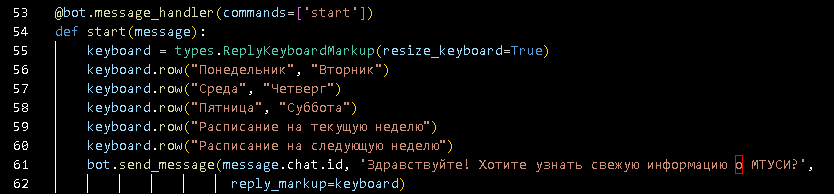 53 @bot.message_handler(commands=['start'])
54 def start(message):
55 keyboard = types.ReplyKeyboardMarkup(resize_keyboard=True)
56 keyboard.row("Понедельник", "Вторник")
57 keyboard.row("Среда", "Четверг")
58 keyboard.row("Пятница", "Суббота")
59 keyboard.row("Расписание на текущую неделю")
60 keyboard.row("Расписание на следующую неделю")
61 bot.send_message(message.chat.id, 'Здравствуйте! Хотите узнать свежую информацию о МТУСИ?',
62 reply_markup=keyboard)